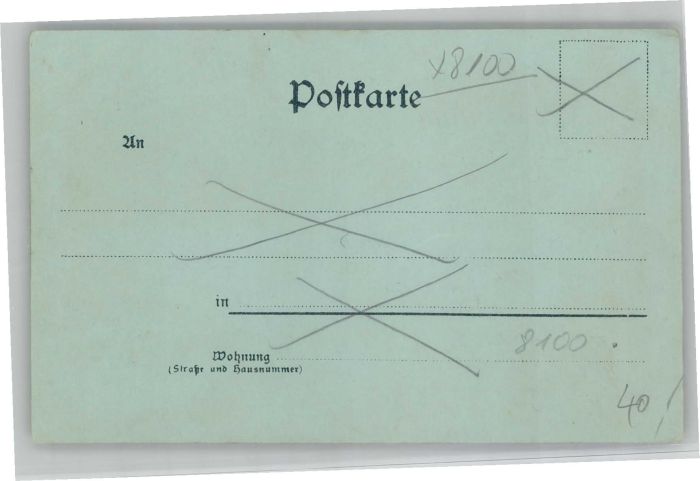 x8100
Postkarte
An
in
8100
Wohnung
(Straße und Hausnummer)
40